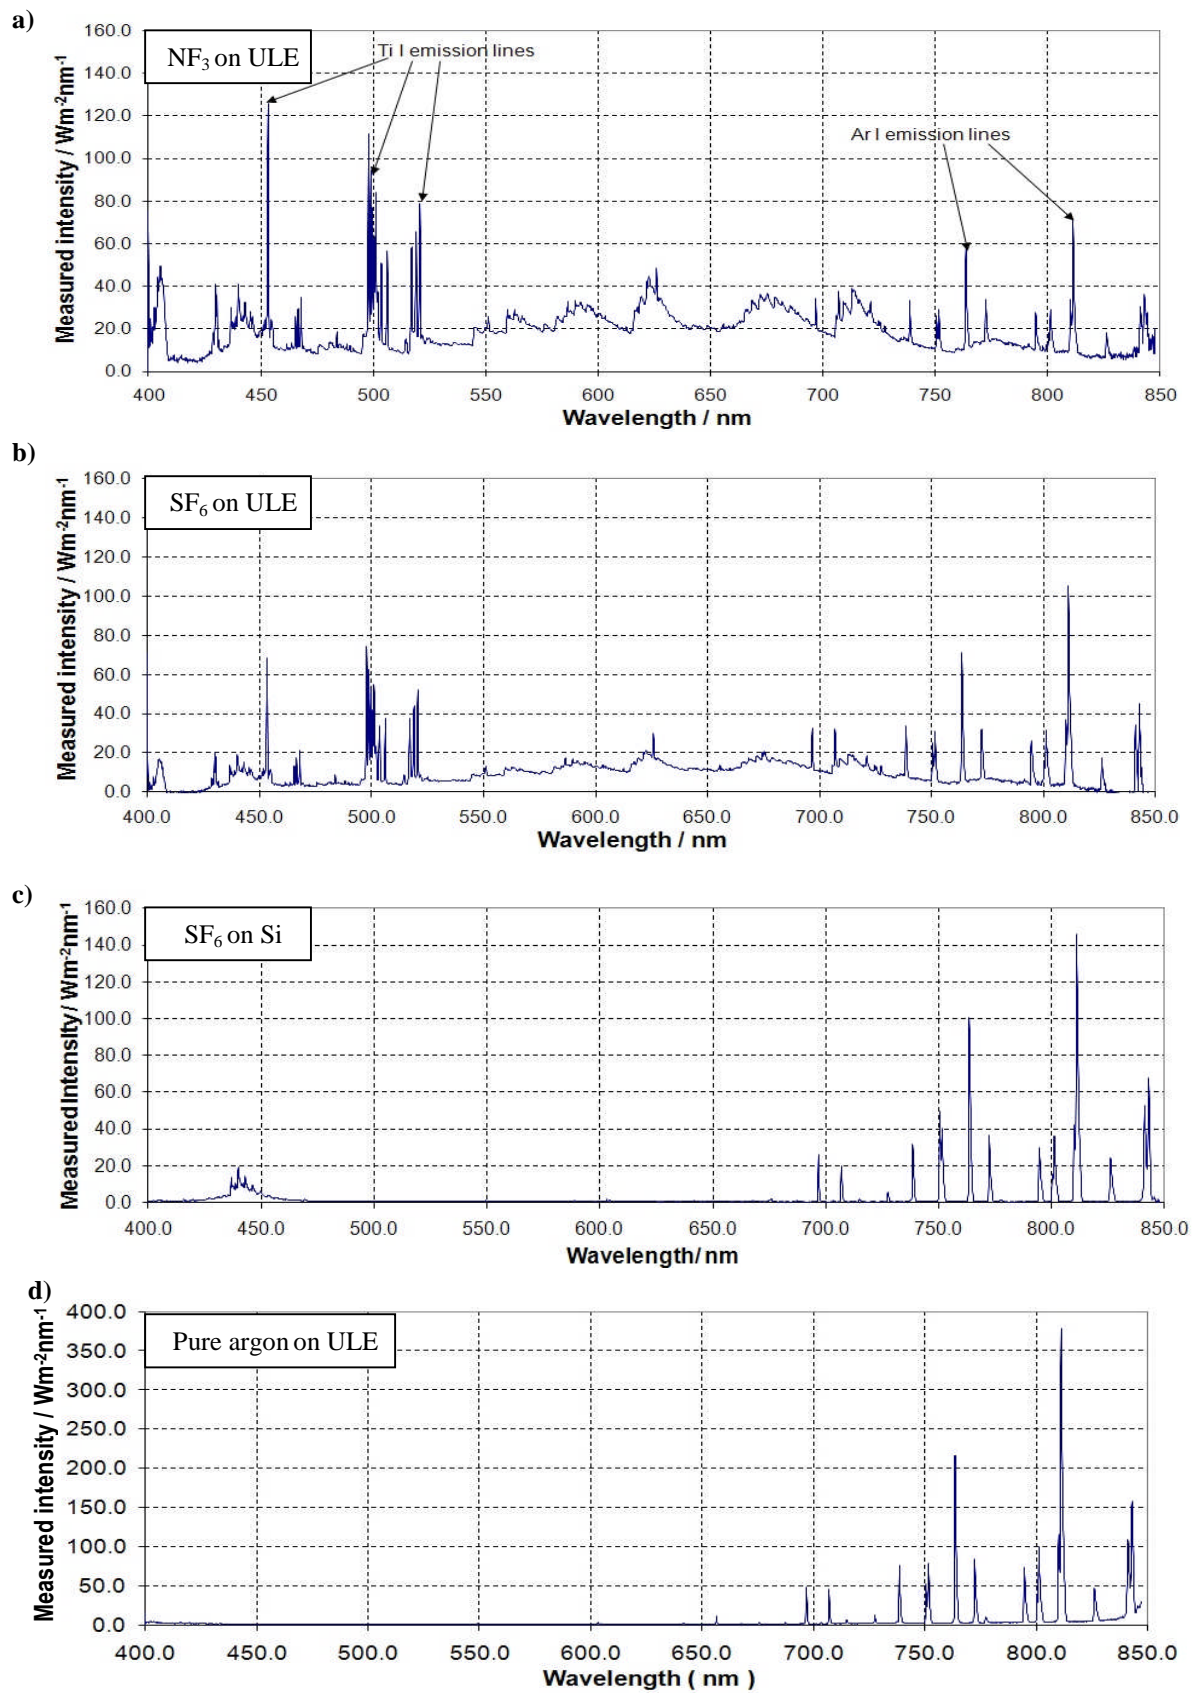 a)
160.0
NF3 on ULE
Ti I emission lines
140.0
120.0
Ar I emission lines
100.0
80.0
60.0
40.0
20.0
0.0
Measured intensity / Wm-2nm-1
400 450 500 550 600 650 700 750 800 850
Wavelength / nm
b)
160.0
SF6 on ULE
140.0
120.0
100.0
80.0
60.0
40.0
20.0
0.0
Measured intensity / Wm-2nm-1
400.0 450.0 500.0 550.0 600.0 650.0 700.0 750.0 800.0 850.0
Wavelength / nm
c)
160.0
SF6 on Si
140.0
120.0
100.0
80.0
60.0
40.0
20.0
0.0
Measured Intensity / Wm-2nm-1
400.0 450.0 500.0 550.0 600.0 650.0 700.0 750.0 800.0 850.0
Wavelength/ nm
d)
400.0
Pure argon on ULE
350.0
300.0
250.0
200.0
150.0
100.0
50.0
0.0
Measured intensity / Wm-2nm-1
400.0 450.0 500.0 550.0 600.0 650.0 700.0 750.0 800.0 850.0
Wavelength ( nm )